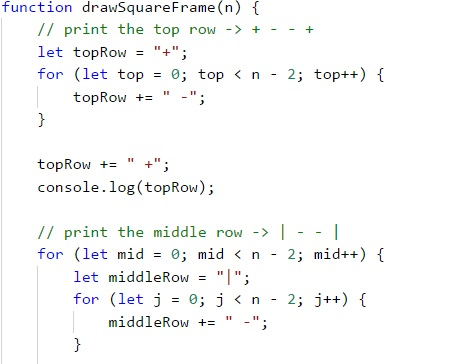 function drawSquareFrame(n) {
// print the top row -> + - - +
let topRow = "+";
for (let top = 0; top < n - 2; top++) {
topRow += " -";
}
topRow += " +";
console.log(topRow);
// print the middle row -> | - - |
for (let mid = 0; mid < n - 2; mid++) {
let middleRow = "|";
for (let j = 0; j < n - 2; j++) {
middleRow += " -";
}